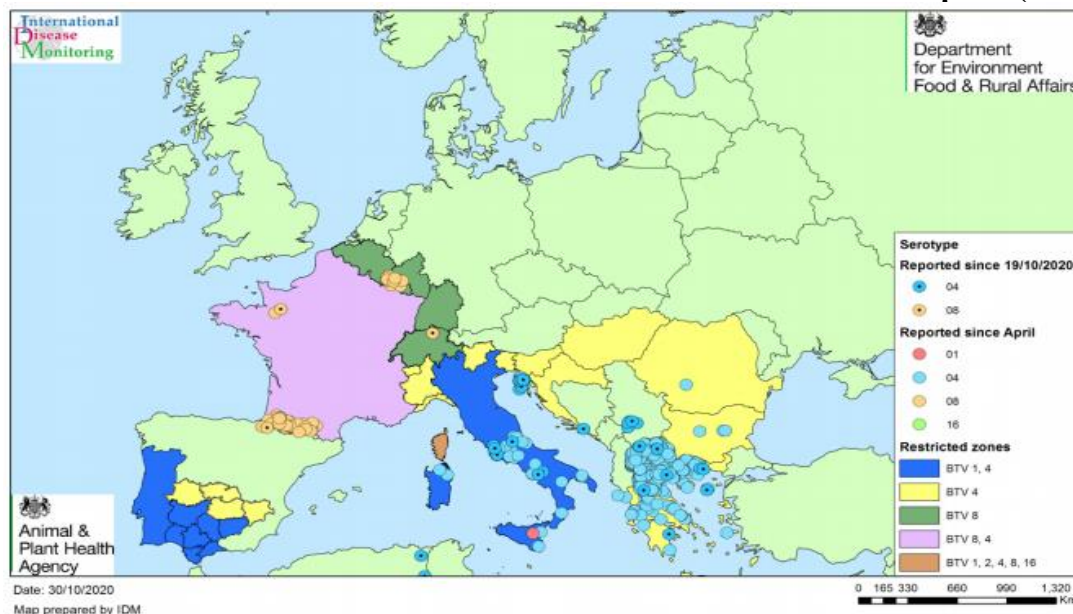 International
Disease
Monitoring
Department
for Environment
Food & Rural Affairs
Serotype
Reported since 19/10/2020
04
08
Reported since April
01
04
08
16
Restricted zones
BTV 1, 4
BTV 4
BTV 8
BTV 8, 4
BTV 1, 2, 4, 8, 16
Animal &
Plant Health
Agency
Date: 30/10/2020
0 165 330 660 990 1,320
Km
Map prepared by IDM